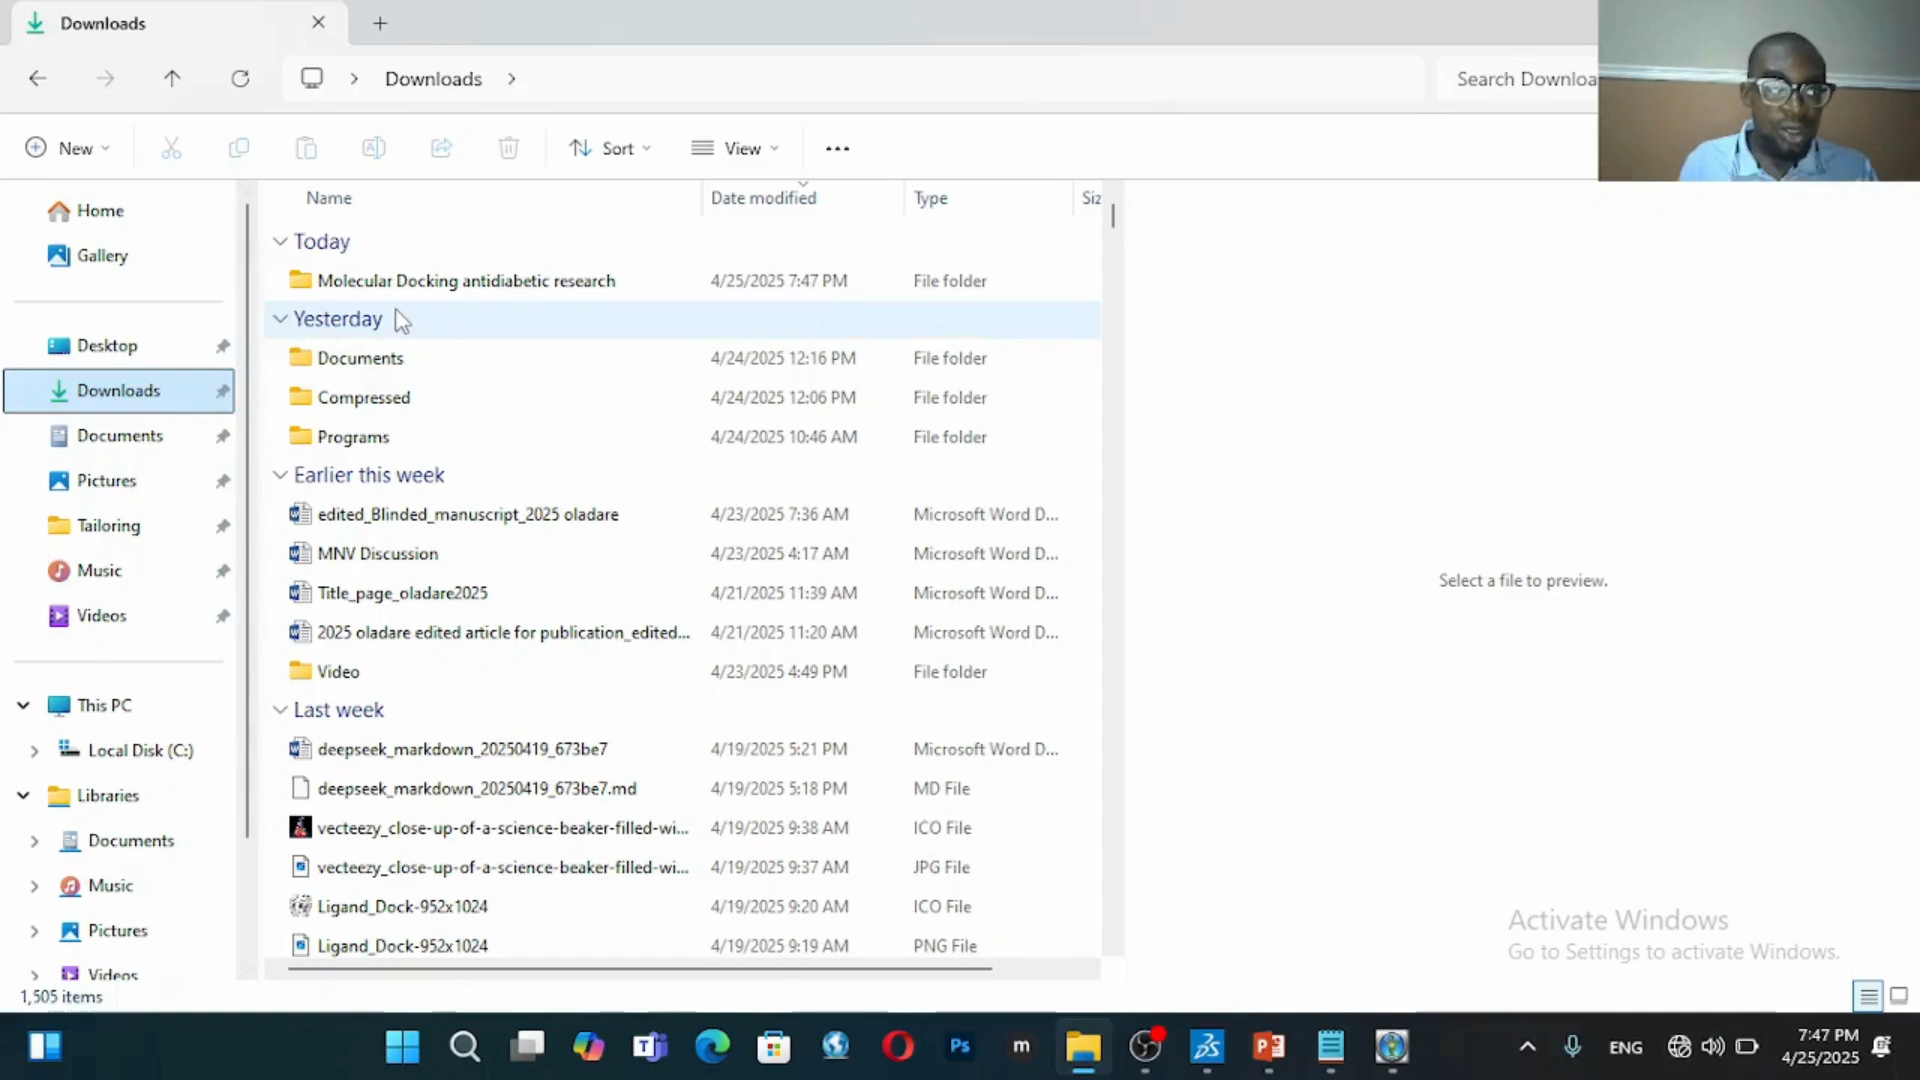 Downloads
Downloads
Search Downloa
New
Sort
View
Name
Date modified
Type
Siz
Home
Gallery
Desktop
Downloads
Documents
Pictures
Tailoring
Music
Videos
This PC
Local Disk (C:)
Libraries
Documents
Music
Pictures
Videos
Today
Molecular Docking antidiabetic research 4/25/2025 7:47 PM File folder
Yesterday
Documents 4/24/2025 12:16 PM File folder
Compressed 4/24/2025 12:06 PM File folder
Programs 4/24/2025 10:46 AM File folder
Earlier this week
edited_Blinded_manuscript_2025 oladare 4/23/2025 7:36 AM Microsoft Word D...
MNV Discussion 4/23/2025 4:17 AM Microsoft Word D...
Title_page_oladare2025 4/21/2025 11:39 AM Microsoft Word D...
2025 oladare edited article for publication_edited... 4/21/2025 11:20 AM Microsoft Word D...
Video 4/23/2025 4:49 PM File folder
Last week
deepseek_markdown_20250419_673be7 4/19/2025 5:21 PM Microsoft Word D...
deepseek_markdown_20250419_673be7.md 4/19/2025 5:18 PM MD File
vecteezy_close-up-of-a-science-beaker-filled-wi... 4/19/2025 9:38 AM ICO File
vecteezy_close-up-of-a-science-beaker-filled-wi... 4/19/2025 9:37 AM JPG File
Ligand_Dock-952x1024 4/19/2025 9:20 AM ICO File
Ligand_Dock-952x1024 4/19/2025 9:19 AM PNG File
Select a file to preview.
Activate Windows
Go to Settings to activate Windows.
1,505 items
Ps
m
ENG
7:47 PM
4/25/2025